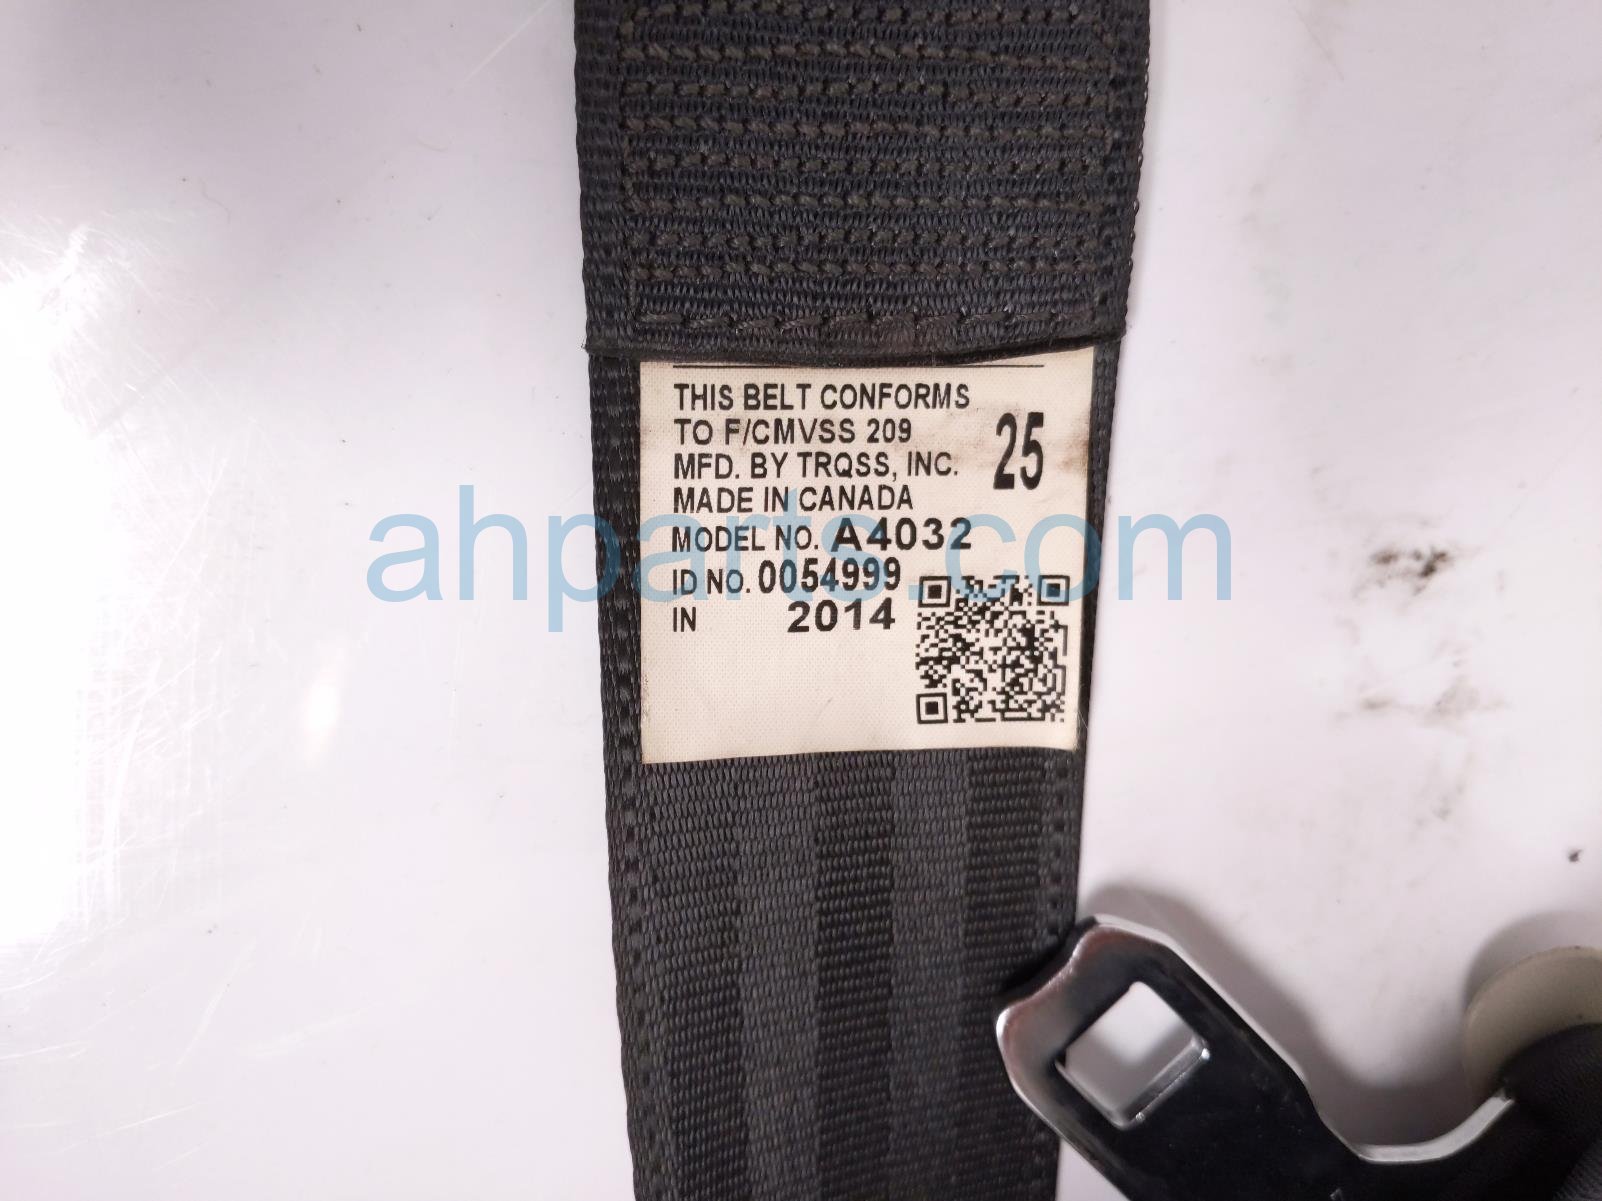 THIS BELT CONFORMS
TO F/CMVSS 209
25
MFD. BY TRQSS, INC.
MADE IN CANADA
MODEL NO. A4032
ID NO. 0054999
IN 2014
ahparts.com